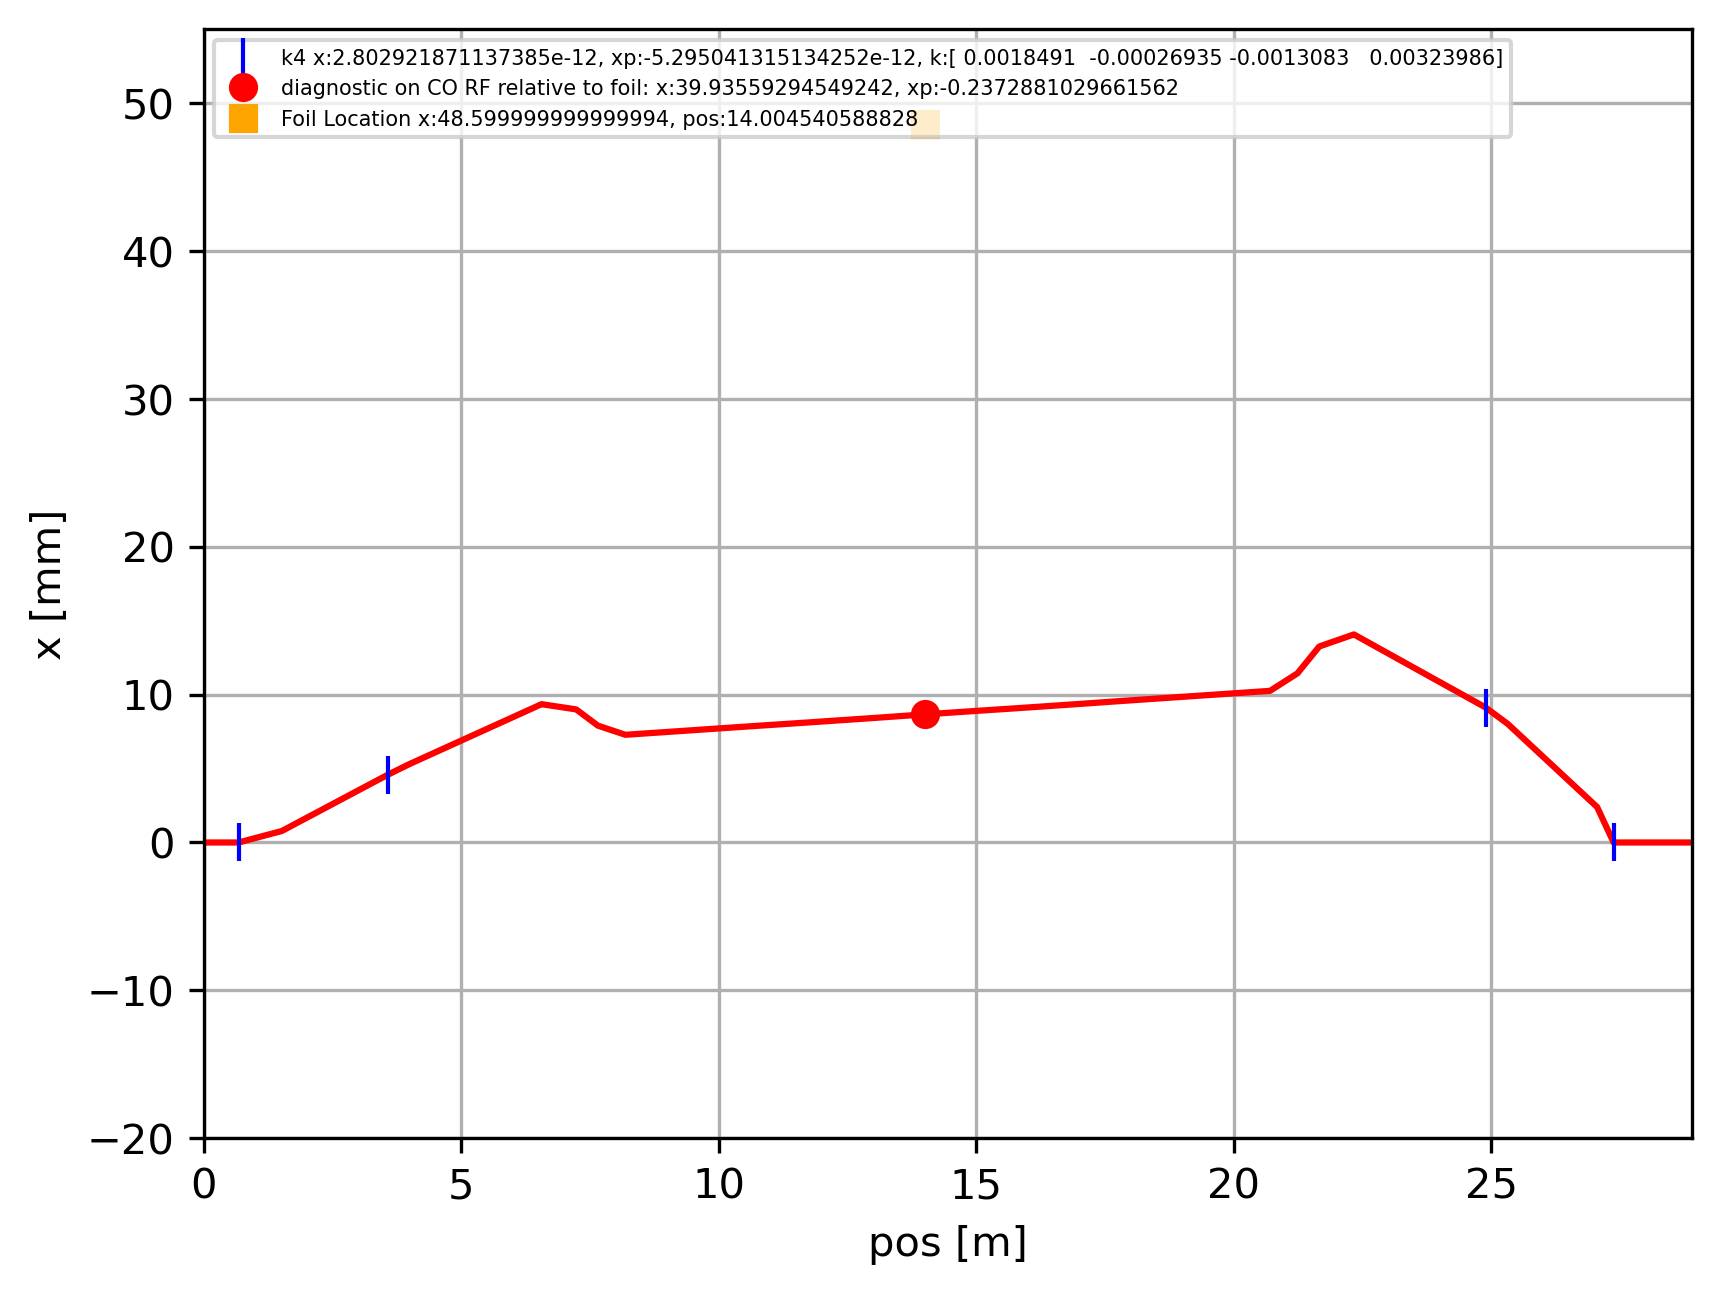 k4 x:2.802921871137385e-12, xp:-5.295041315134252e-12, k:[ 0.0018491  -0.00026935 -0.0013083   0.00323986]
diagnostic on CO RF relative to foil: x:39.93559294549242, xp:-0.2372881029661562
Foil Location x:48.599999999999994, pos:14.004540588828
50
40
30
20
10
0
−10
−20
x [mm]
0 5 10 15 20 25
pos [m]